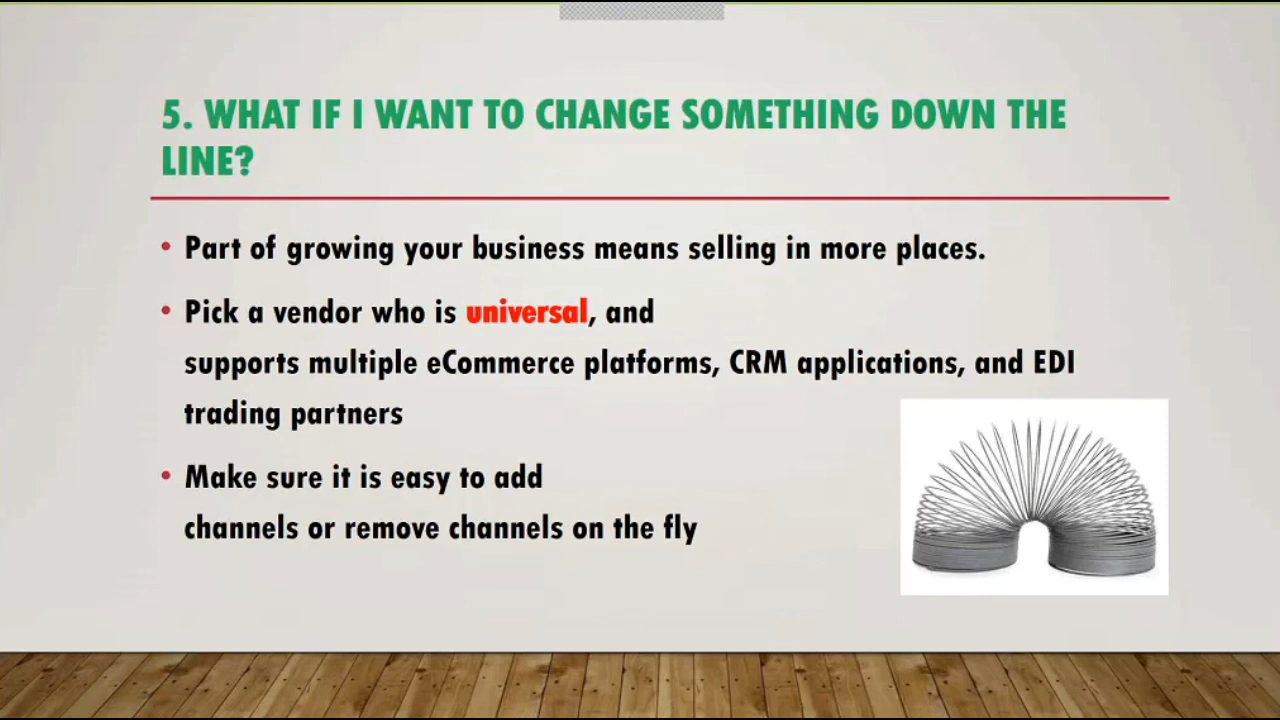 5. WHAT IF I WANT TO CHANGE SOMETHING DOWN THE
LINE?
• Part of growing your business means selling in more places.
• Pick a vendor who is universal, and
supports multiple eCommerce platforms, CRM applications, and EDI
trading partners
• Make sure it is easy to add
channels or remove channels on the fly